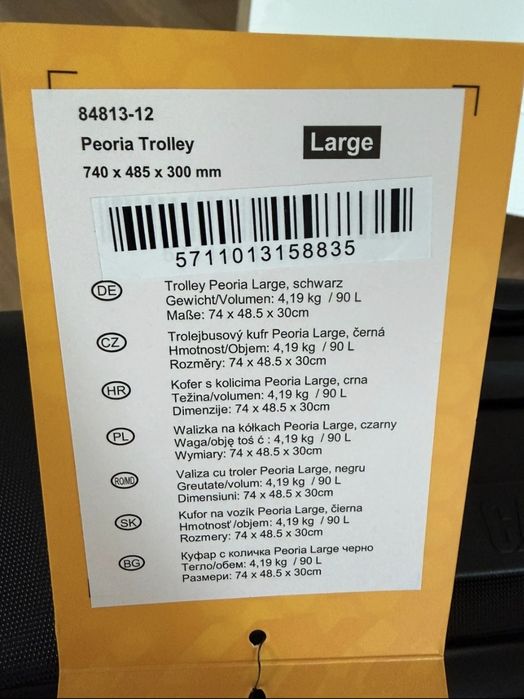 84813-12
Peoria Trolley
Large
740 x 485 x 300 mm
5711013158835
DE
Trolley Peoria Large, schwarz
Gewicht/Volumen: 4,19 kg / 90 L
Maße: 74 x 48.5 x 30cm
CZ
Trolejbusový kufr Peoria Large, černá
Hmotnost/Objem: 4,19 kg / 90 L
Rozměry: 74 x 48.5 x 30cm
HR
Kofer s kolicima Peoria Large, crna
Težina/volumen: 4,19 kg / 90 L
Dimenzije: 74 x 48.5 x 30cm
PL
Walizka na kółkach Peoria Large, czarny
Waga/obję toś ć : 4,19 kg / 90 L
Wymiary: 74 x 48.5 x 30cm
RO/MD
Valiza cu troler Peoria Large, negru
Greutate/volum: 4,19 kg / 90 L
Dimensiuni: 74 x 48.5 x 30cm
SK
Kufor na vozík Peoria Large, čierna
Hmotnosť/objem: 4,19 kg / 90 L
Rozmery: 74 x 48.5 x 30cm
BG
Куфар с количка Peoria Large черно
Тегло/обем: 4,19 kg / 90 L
Размери: 74 x 48.5 x 30cm